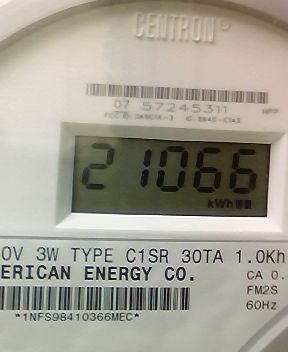 CENTRON
07 57245311 HPP
21066
kWh
0V 3W TYPE C1SR 30TA 1.0Kh
ERICAN ENERGY CO. CA 0.
FM2S
60Hz
*1NFS98410366MEC*